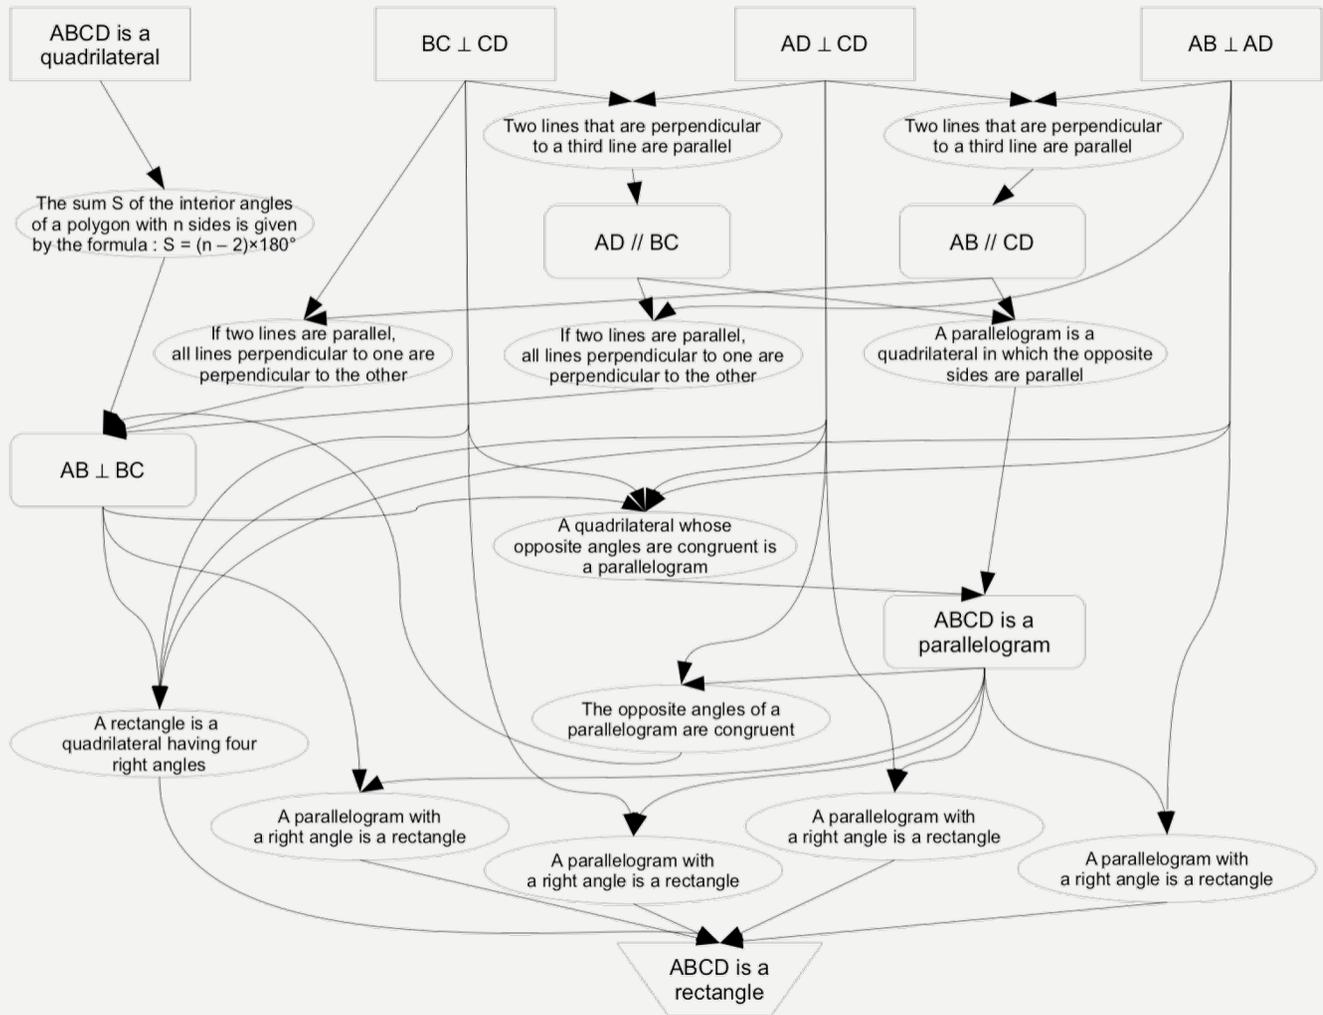 ABCD is a
quadrilateral
BC ⊥ CD
AD ⊥ CD
AB ⊥ AD
Two lines that are perpendicular
to a third line are parallel
Two lines that are perpendicular
to a third line are parallel
The sum S of the interior angles
of a polygon with n sides is given
by the formula : S = (n – 2)×180°
AD // BC
AB // CD
If two lines are parallel,
all lines perpendicular to one are
perpendicular to the other
If two lines are parallel,
all lines perpendicular to one are
perpendicular to the other
A parallelogram is a
quadrilateral in which the opposite
sides are parallel
AB ⊥ BC
A quadrilateral whose
opposite angles are congruent is
a parallelogram
ABCD is a
parallelogram
The opposite angles of a
parallelogram are congruent
A rectangle is a
quadrilateral having four
right angles
A parallelogram with
a right angle is a rectangle
A parallelogram with
a right angle is a rectangle
A parallelogram with
a right angle is a rectangle
A parallelogram with
a right angle is a rectangle
ABCD is a
rectangle